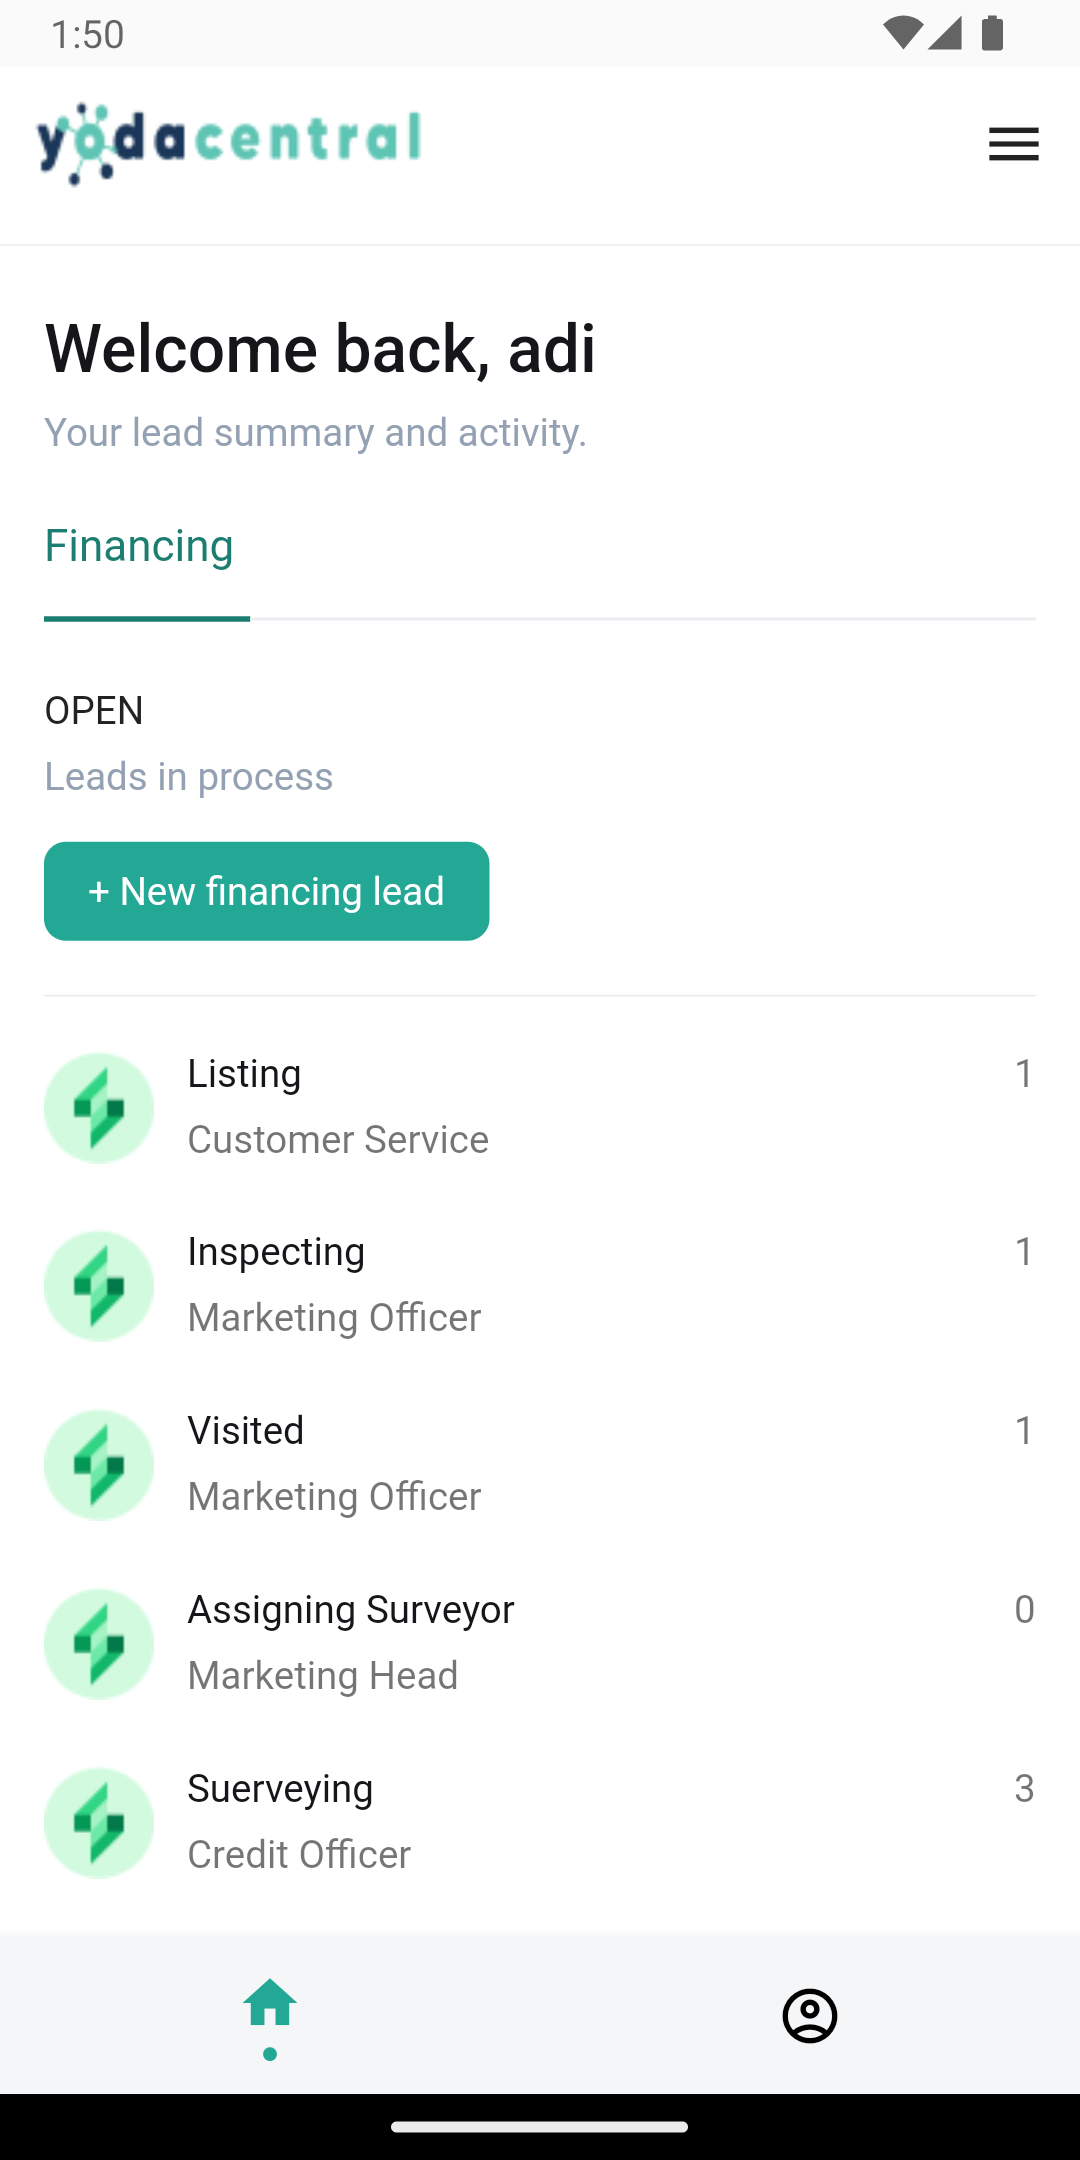 1:50
yodacentral
Welcome back, adi
Your lead summary and activity.
Financing
OPEN
Leads in process
+ New financing lead
Listing 1
Customer Service
Inspecting 1
Marketing Officer
Visited 1
Marketing Officer
Assigning Surveyor 0
Marketing Head
Suerveying 3
Credit Officer